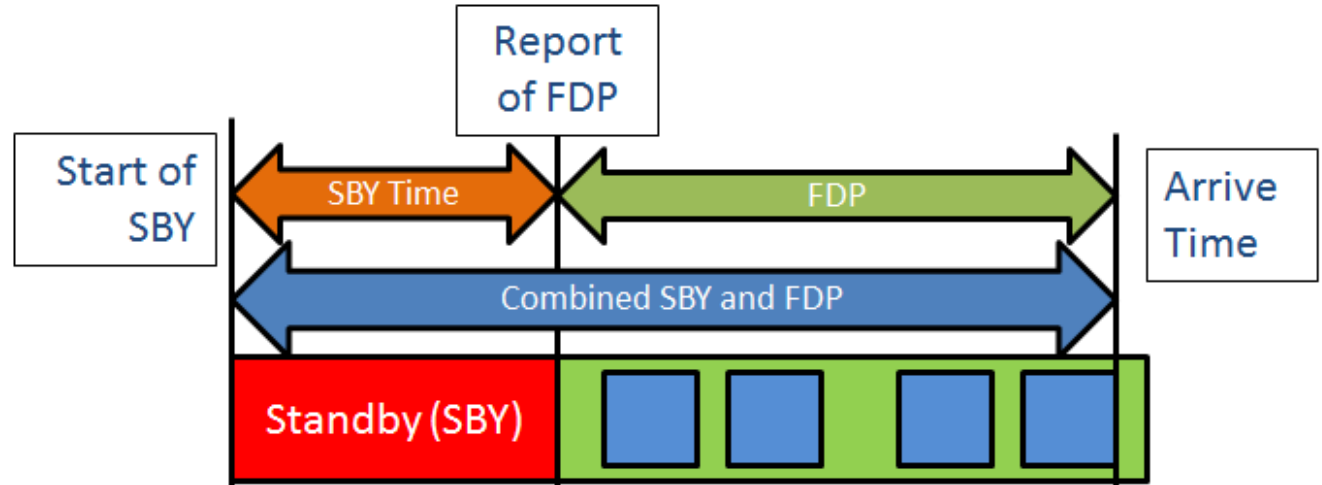 Report
of FDP
Start of
SBY
SBY Time
FDP
Arrive
Time
Combined SBY and FDP
Standby (SBY)